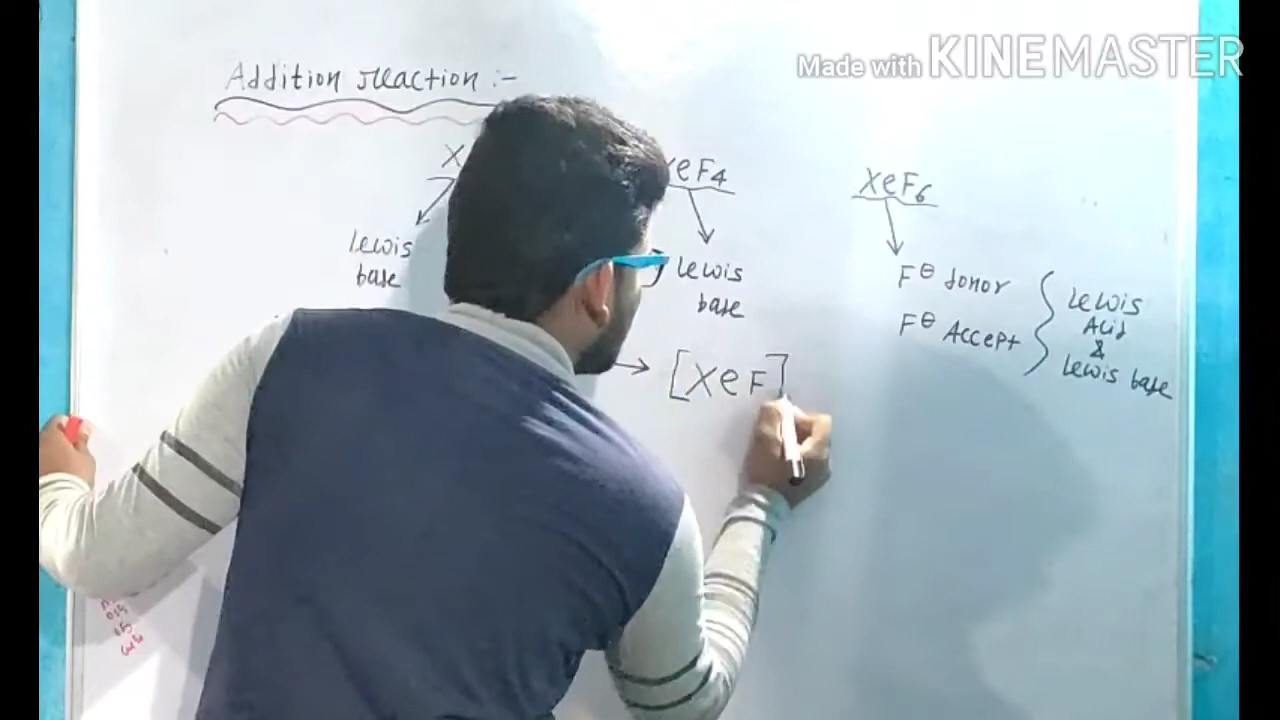 Made with KINEMASTER
Addition reaction :-
X
XeF4
XeF6
Lewis
base
Lewis
base
F⊖ donor
F⊖ Accept
Lewis
Acid
&
Lewis base
→ [XeF]